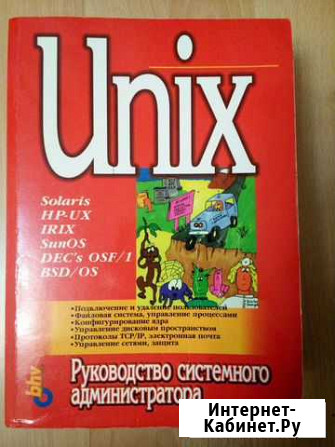 Unix
Solaris
HP-UX
IRIX
SunOS
DEC's OSF/1
BSD/OS
•Подключение и удаление пользователей
•Файловая система, управление процессами
•Конфигурирование ядра
•Управление дисковым пространством
•Протоколы TCP/IP, электронная почта
•Управление сетями, защита
bhv
Руководство системного
администратора
Интернет-
Кабинет.Ру